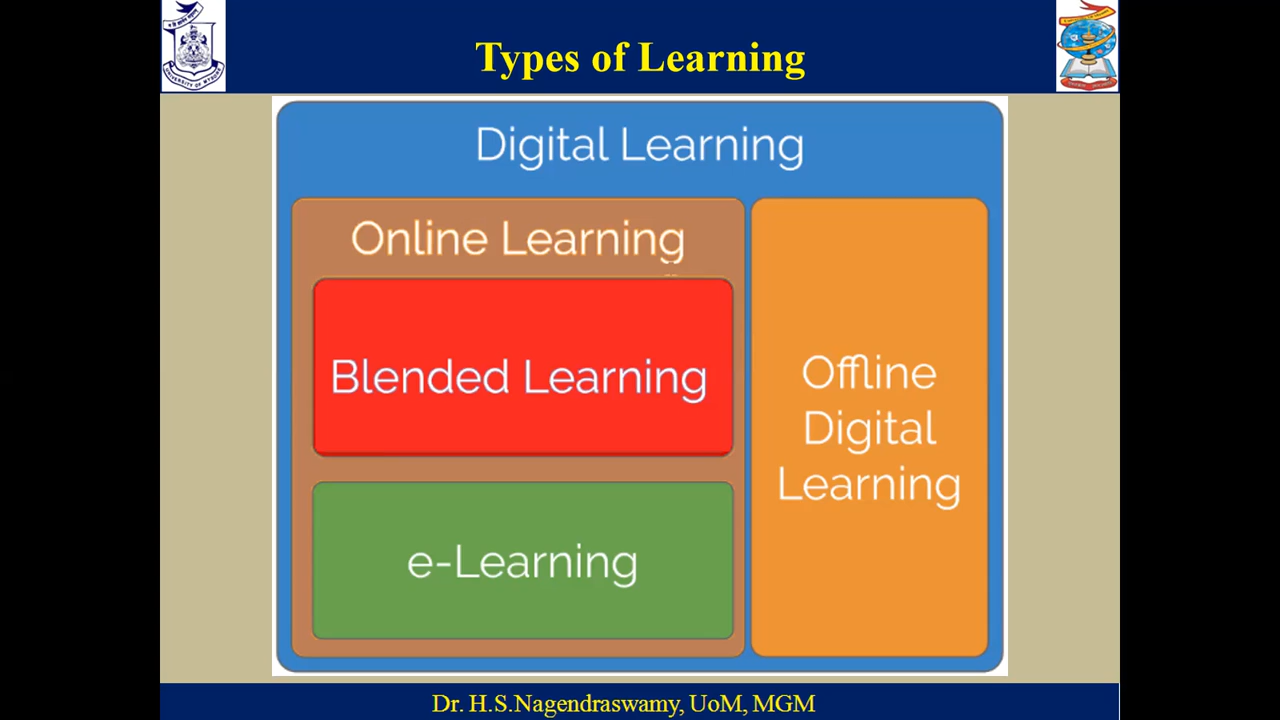 Types of Learning
Digital Learning
Online Learning
Blended Learning
e-Learning
Offline
Digital
Learning
Dr. H.S.Nagendraswamy, UoM, MGM